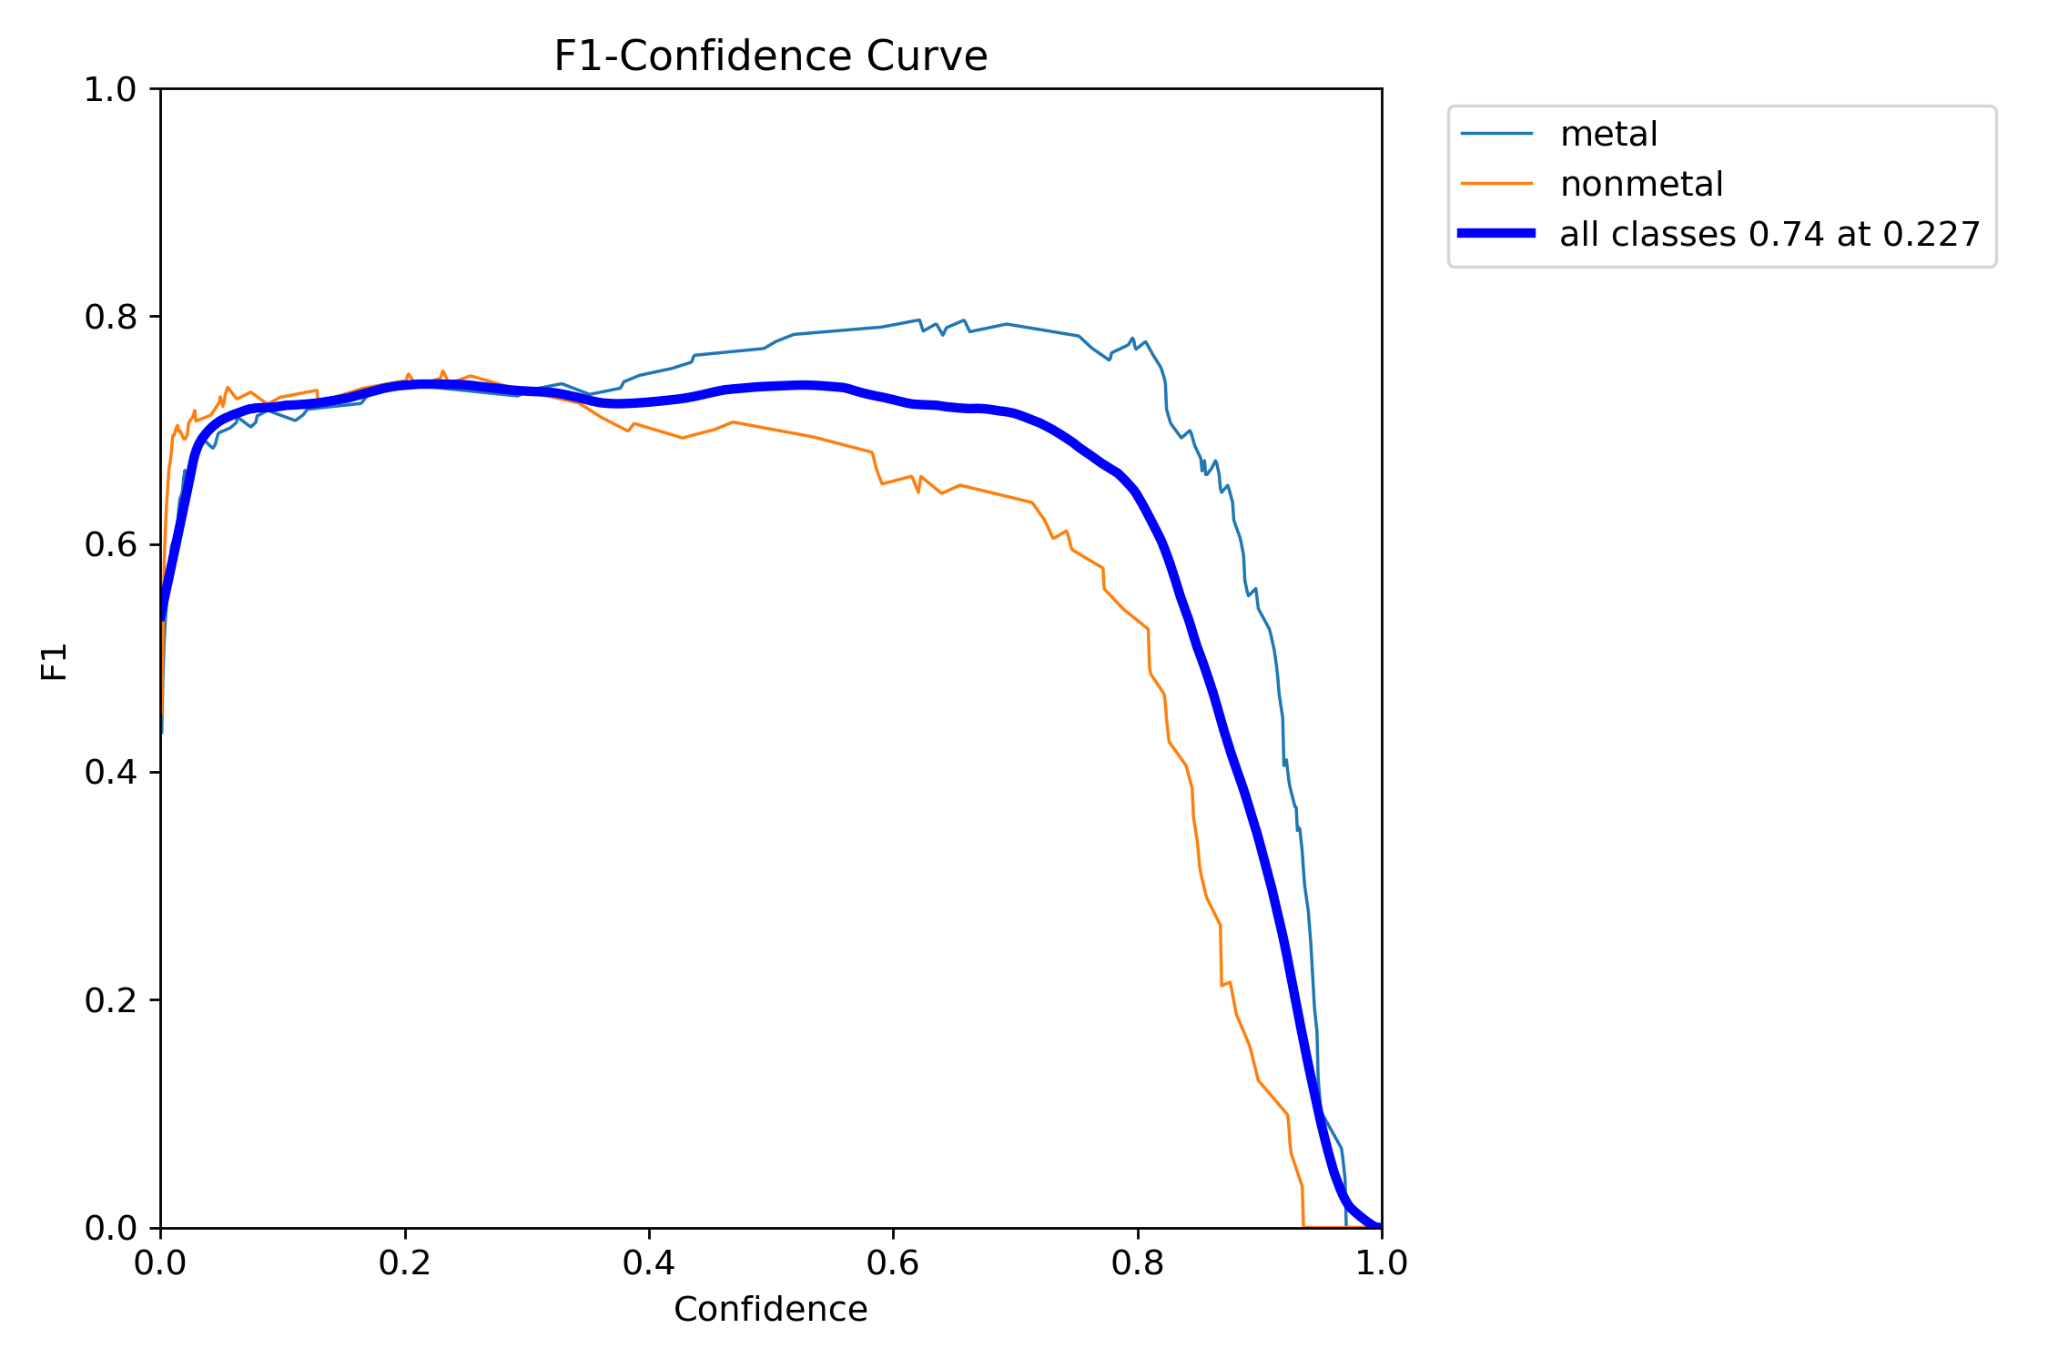 F1-Confidence Curve
metal
nonmetal
all classes 0.74 at 0.227
1.0
0.8
0.6
0.4
0.2
0.0
F1
0.0 0.2 0.4 0.6 0.8 1.0
Confidence